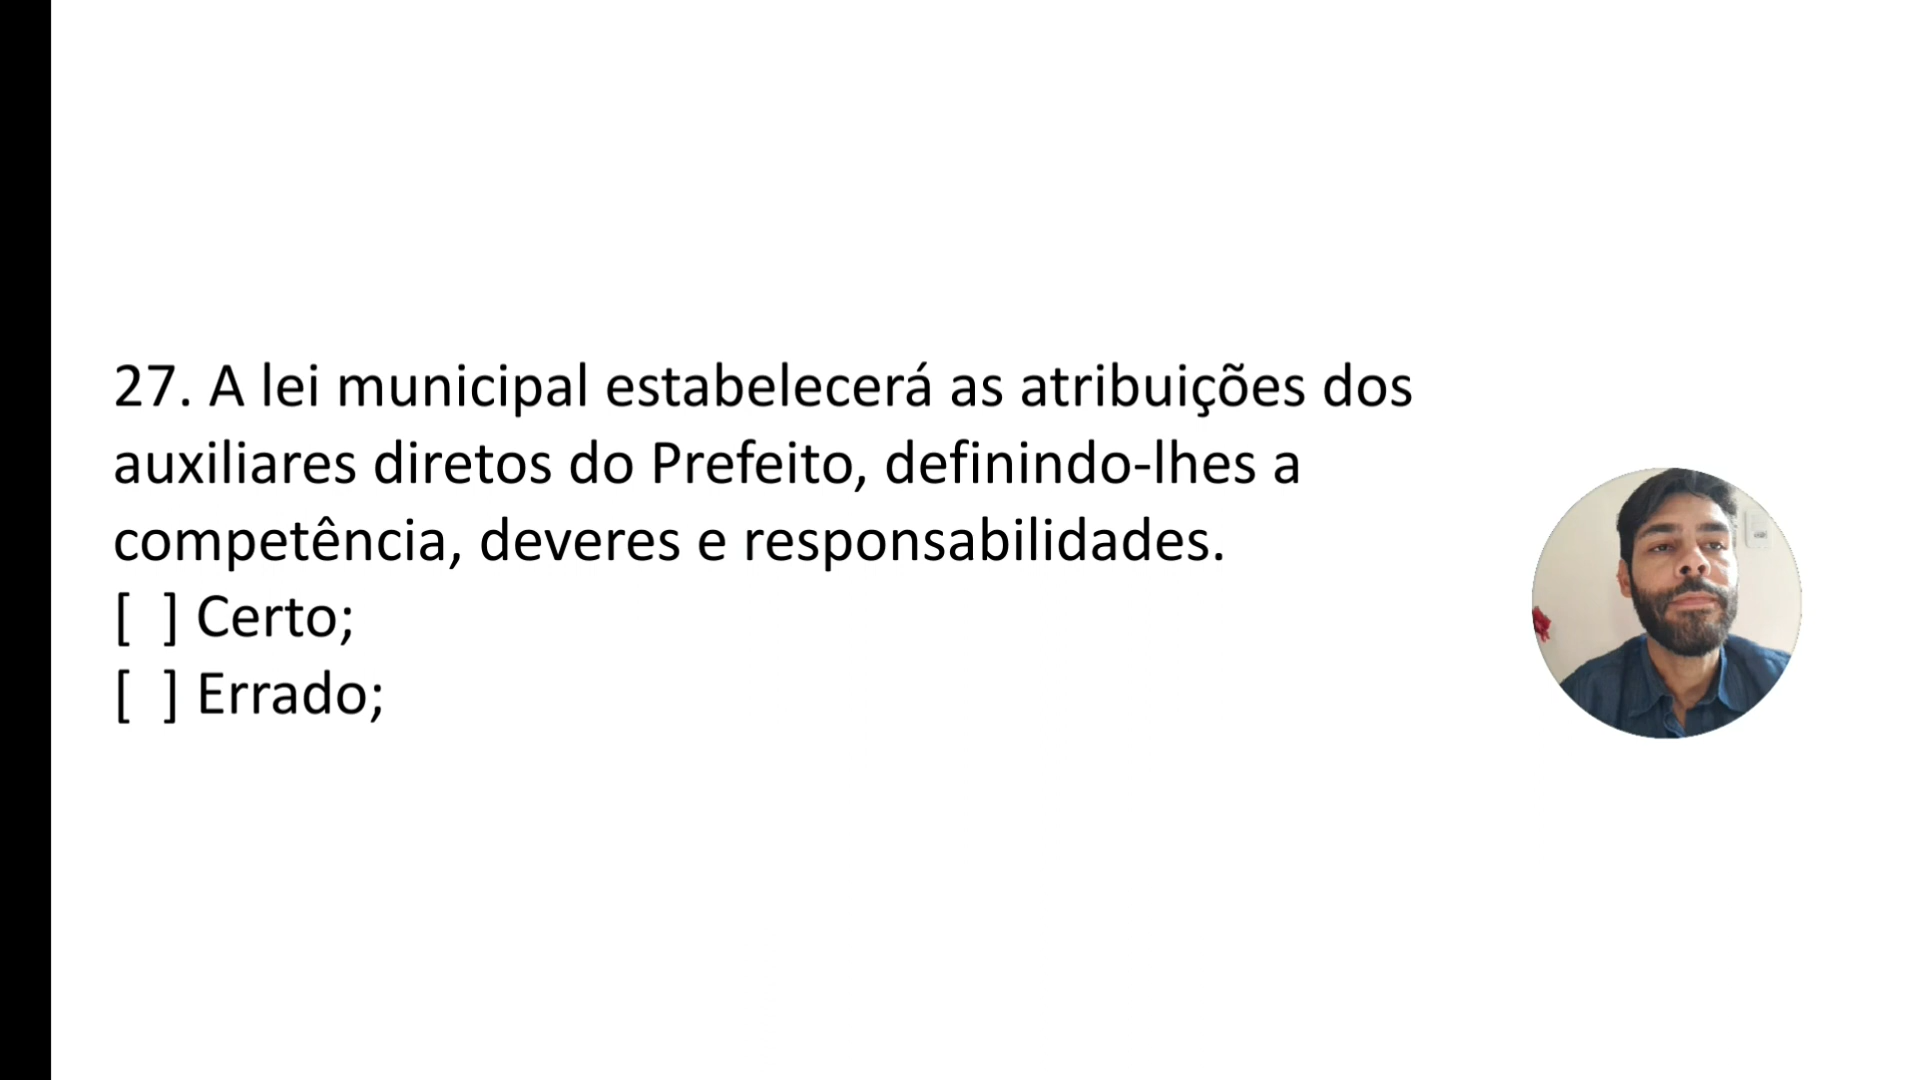 27. A lei municipal estabelecerá as atribuições dos
auxiliares diretos do Prefeito, definindo-lhes a
competência, deveres e responsabilidades.
[  ] Certo;
[  ] Errado;